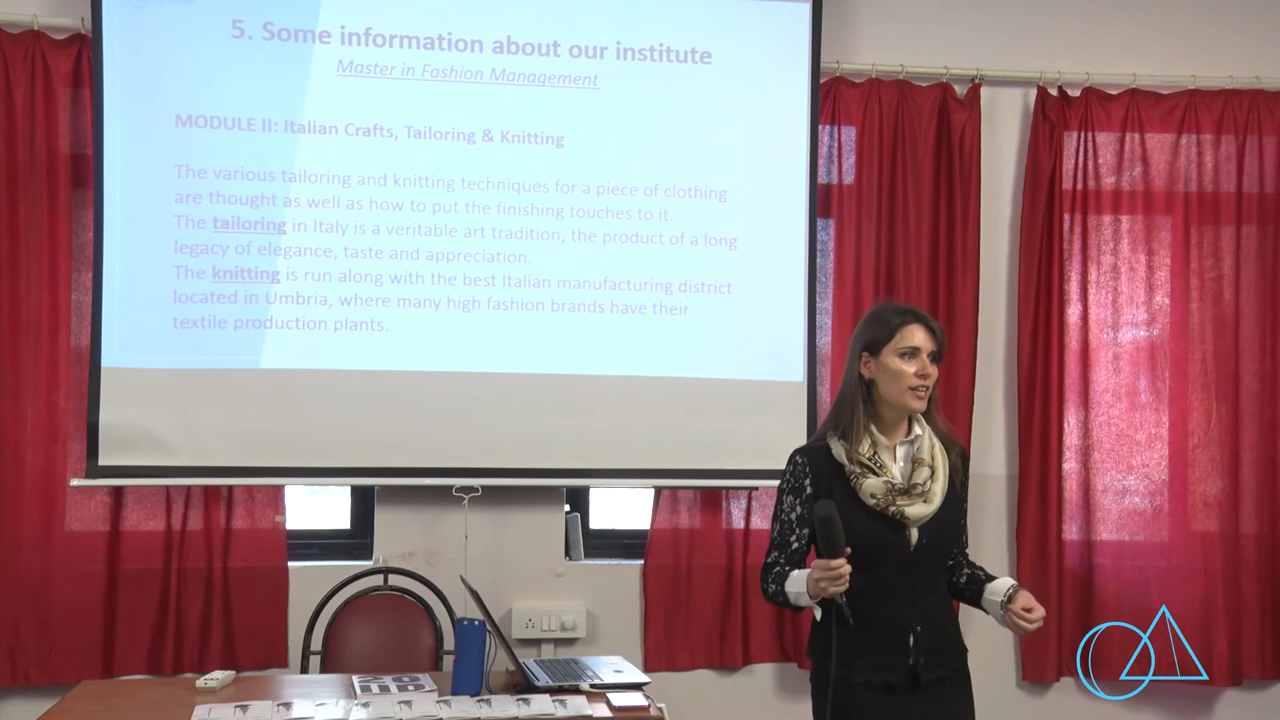 5. Some information about our institute
Master in Fashion Management
MODULE II: Italian Crafts, Tailoring & Knitting
The various tailoring and knitting techniques for a piece of clothing
are thought as well as how to put the finishing touches to it.
The tailoring in Italy is a veritable art tradition, the product of a long
legacy of elegance, taste and appreciation.
The knitting is run along with the best Italian manufacturing district
located in Umbria, where many high fashion brands have their
textile production plants.